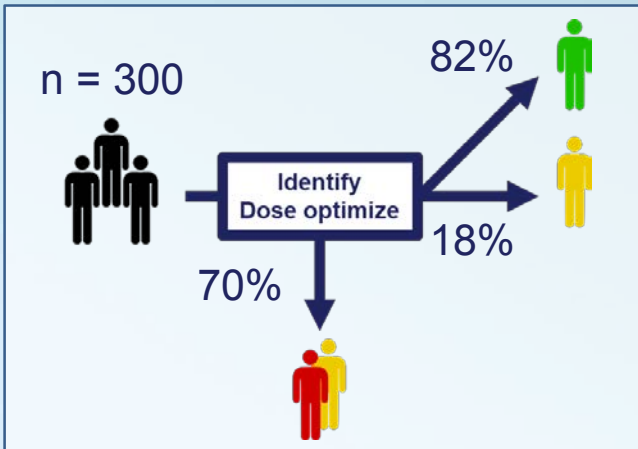 82%
n = 300
Identify
Dose optimize
18%
70%